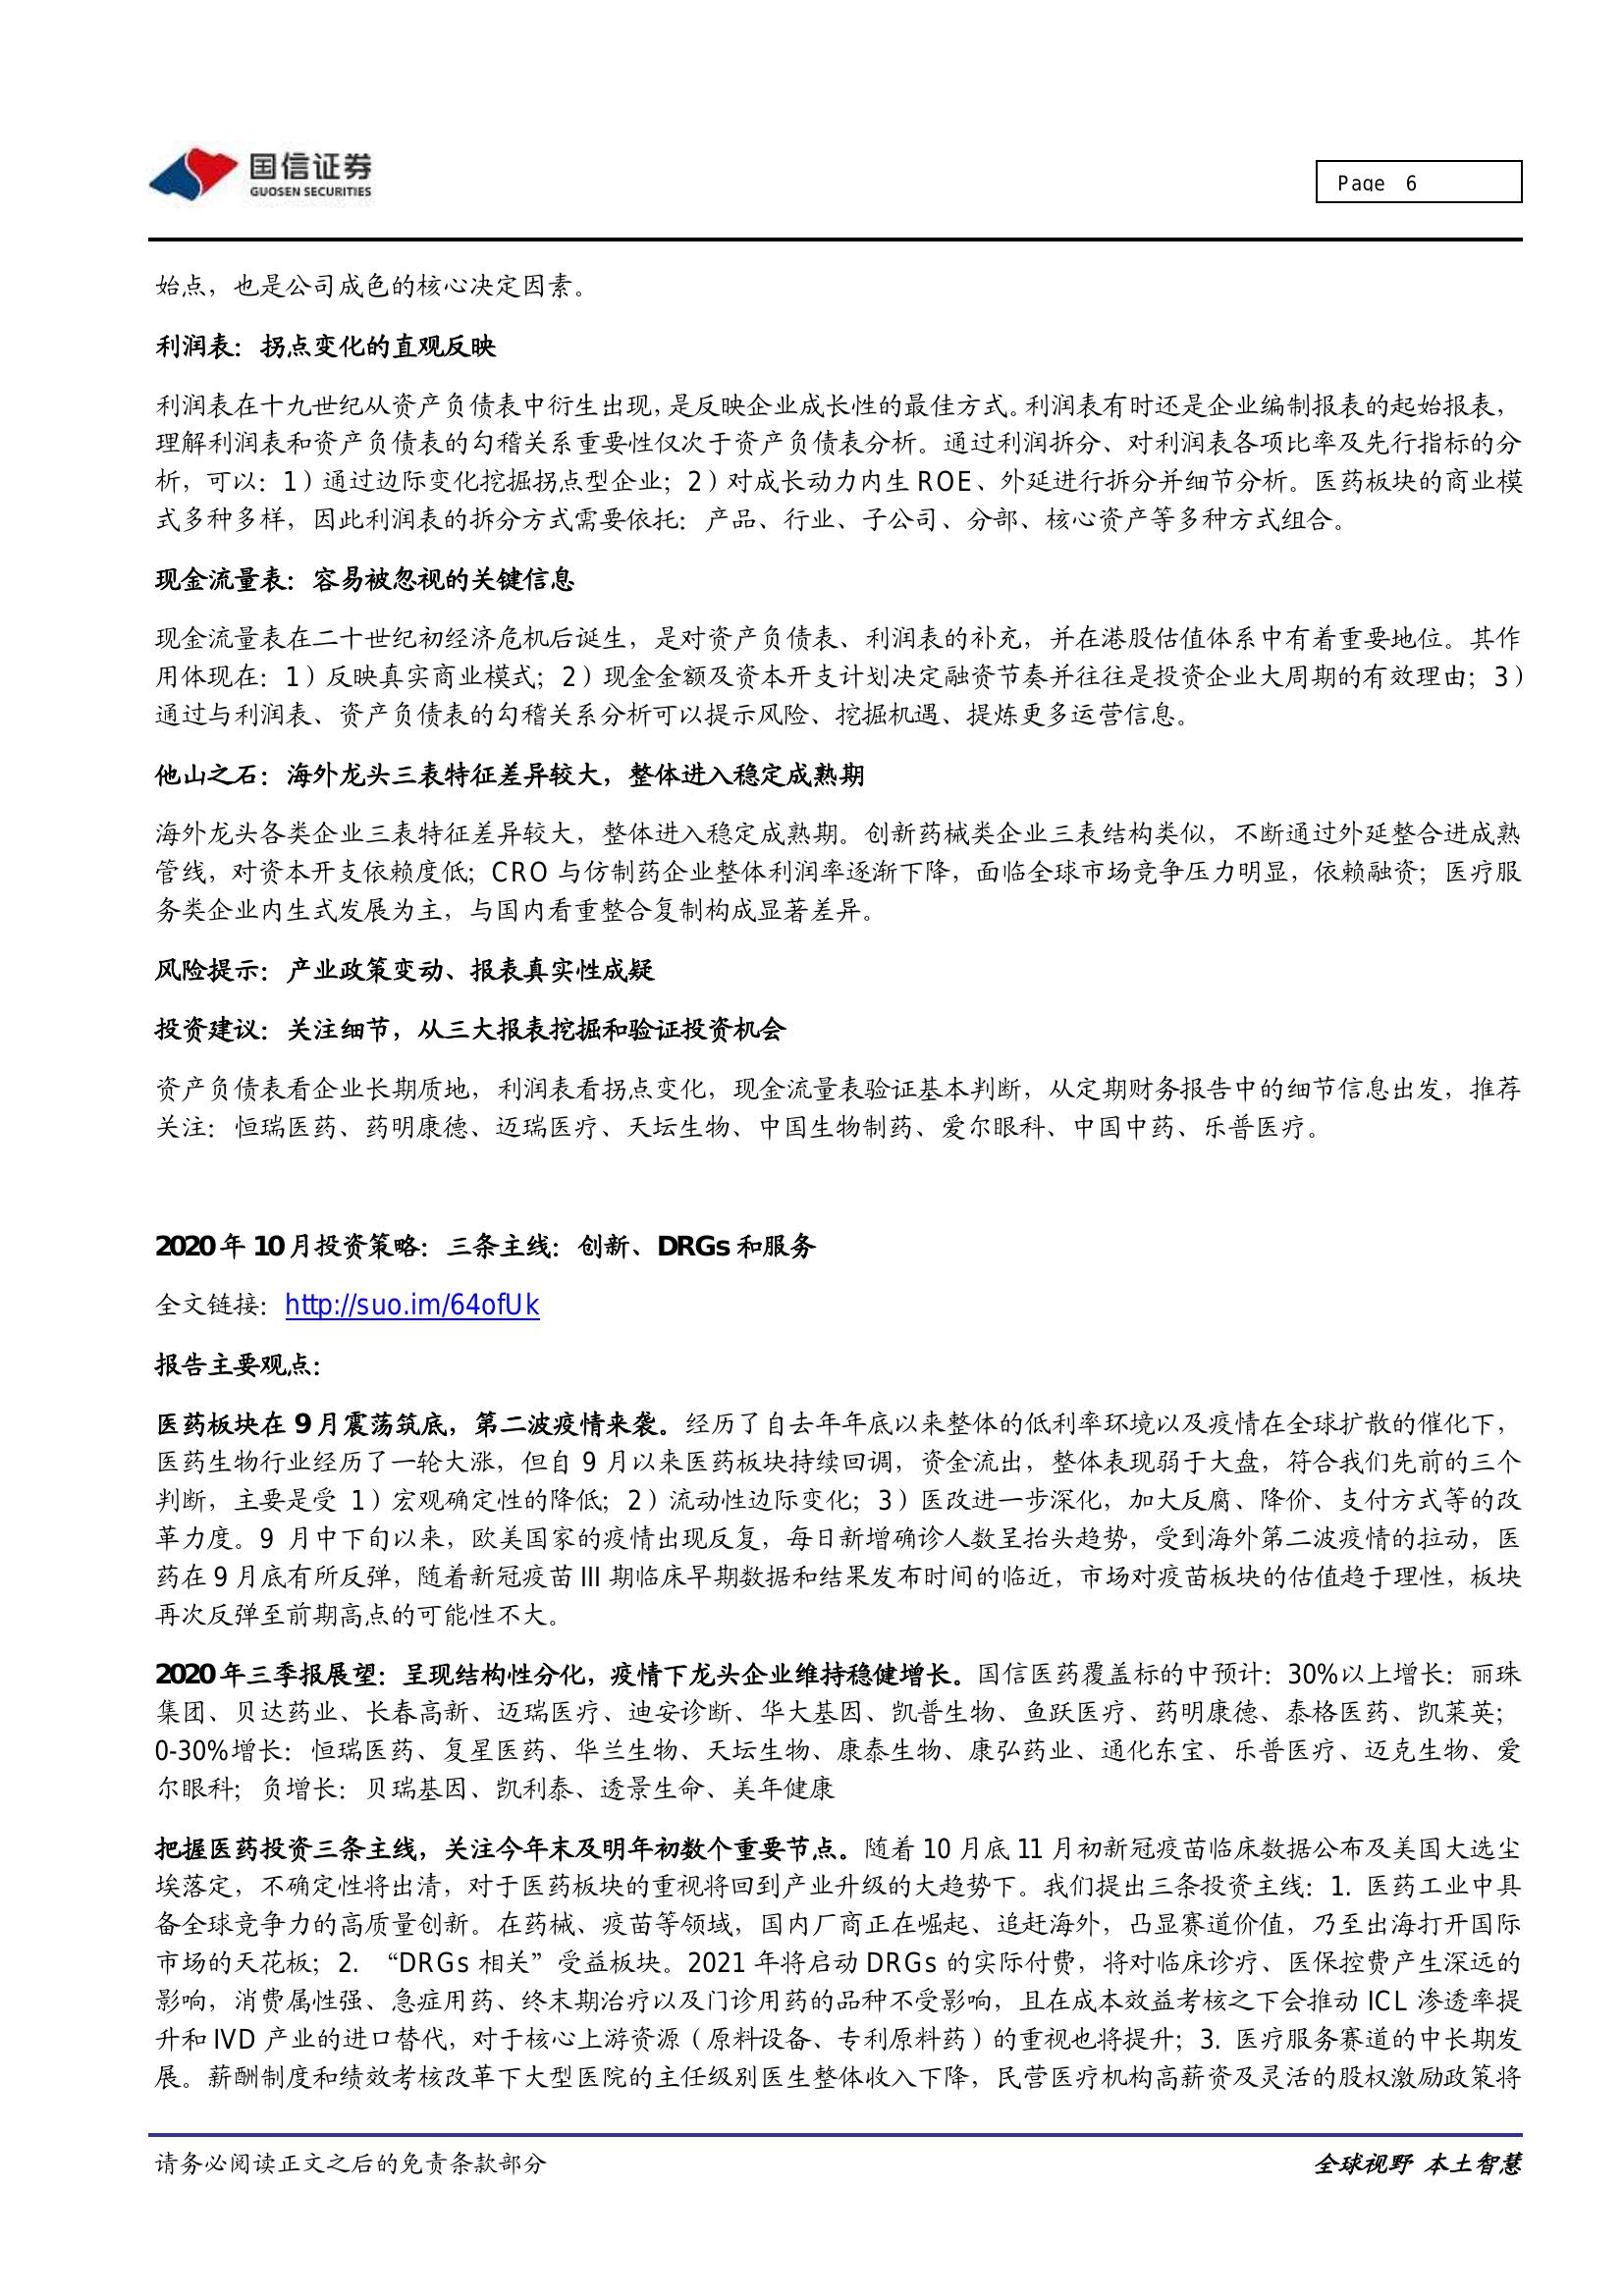 国信证券
GUOSEN SECURITIES
Page 6
始点，也是公司成色的核心决定因素。
利润表：拐点变化的直观反映
利润表在十九世纪从资产负债表中衍生出现，是反映企业成长性的最佳方式。利润表有时还是企业编制报表的起始报表，
理解利润表和资产负债表的勾稽关系重要性仅次于资产负债表分析。通过利润拆分、对利润表各项比率及先行指标的分
析，可以：1）通过边际变化挖掘拐点型企业；2）对成长动力内生 ROE、外延进行拆分并细节分析。医药板块的商业模
式多种多样，因此利润表的拆分方式需要依托：产品、行业、子公司、分部、核心资产等多种方式组合。
现金流量表：容易被忽视的关键信息
现金流量表在二十世纪初经济危机后诞生，是对资产负债表、利润表的补充，并在港股估值体系中有着重要地位。其作
用体现在：1）反映真实商业模式；2）现金金额及资本开支计划决定融资节奏并往往是投资企业大周期的有效理由；3）
通过与利润表、资产负债表的勾稽关系分析可以提示风险、挖掘机遇、提炼更多运营信息。
他山之石：海外龙头三表特征差异较大，整体进入稳定成熟期
海外龙头各类企业三表特征差异较大，整体进入稳定成熟期。创新药械类企业三表结构类似，不断通过外延整合进成熟
管线，对资本开支依赖度低；CRO 与仿制药企业整体利润率逐渐下降，面临全球市场竞争压力明显，依赖融资；医疗服
务类企业内生式发展为主，与国内看重整合复制构成显著差异。
风险提示：产业政策变动、报表真实性成疑
投资建议：关注细节，从三大报表挖掘和验证投资机会
资产负债表看企业长期质地，利润表看拐点变化，现金流量表验证基本判断，从定期财务报告中的细节信息出发，推荐
关注：恒瑞医药、药明康德、迈瑞医疗、天坛生物、中国生物制药、爱尔眼科、中国中药、乐普医疗。
2020 年 10 月投资策略：三条主线：创新、DRGs 和服务
全文链接：http://suo.im/64ofUk
报告主要观点：
医药板块在 9 月震荡筑底，第二波疫情来袭。经历了自去年年底以来整体的低利率环境以及疫情在全球扩散的催化下，
医药生物行业经历了一轮大涨，但自 9 月以来医药板块持续回调，资金流出，整体表现弱于大盘，符合我们先前的三个
判断，主要是受 1）宏观确定性的降低；2）流动性边际变化；3）医改进一步深化，加大反腐、降价、支付方式等的改
革力度。9 月中下旬以来，欧美国家的疫情出现反复，每日新增确诊人数呈抬头趋势，受到海外第二波疫情的拉动，医
药在 9 月底有所反弹，随着新冠疫苗 III 期临床早期数据和结果发布时间的临近，市场对疫苗板块的估值趋于理性，板块
再次反弹至前期高点的可能性不大。
2020 年三季报展望：呈现结构性分化，疫情下龙头企业维持稳健增长。国信医药覆盖标的中预计：30%以上增长：丽珠
集团、贝达药业、长春高新、迈瑞医疗、迪安诊断、华大基因、凯普生物、鱼跃医疗、药明康德、泰格医药、凯莱英；
0-30%增长：恒瑞医药、复星医药、华兰生物、天坛生物、康泰生物、康弘药业、通化东宝、乐普医疗、迈克生物、爱
尔眼科；负增长：贝瑞基因、凯利泰、透景生命、美年健康
把握医药投资三条主线，关注今年末及明年初数个重要节点。随着 10 月底 11 月初新冠疫苗临床数据公布及美国大选尘
埃落定，不确定性将出清，对于医药板块的重视将回到产业升级的大趋势下。我们提出三条投资主线：1. 医药工业中具
备全球竞争力的高质量创新。在药械、疫苗等领域，国内厂商正在崛起、追赶海外，凸显赛道价值，乃至出海打开国际
市场的天花板；2. “DRGs 相关”受益板块。2021 年将启动 DRGs 的实际付费，将对临床诊疗、医保控费产生深远的
影响，消费属性强、急症用药、终末期治疗以及门诊用药的品种不受影响，且在成本效益考核之下会推动 ICL 渗透率提
升和 IVD 产业的进口替代，对于核心上游资源（原料设备、专利原料药）的重视也将提升；3. 医疗服务赛道的中长期发
展。薪酬制度和绩效考核改革下大型医院的主任级别医生整体收入下降，民营医疗机构高薪资及灵活的股权激励政策将
请务必阅读正文之后的免责条款部分
全球视野 本土智慧